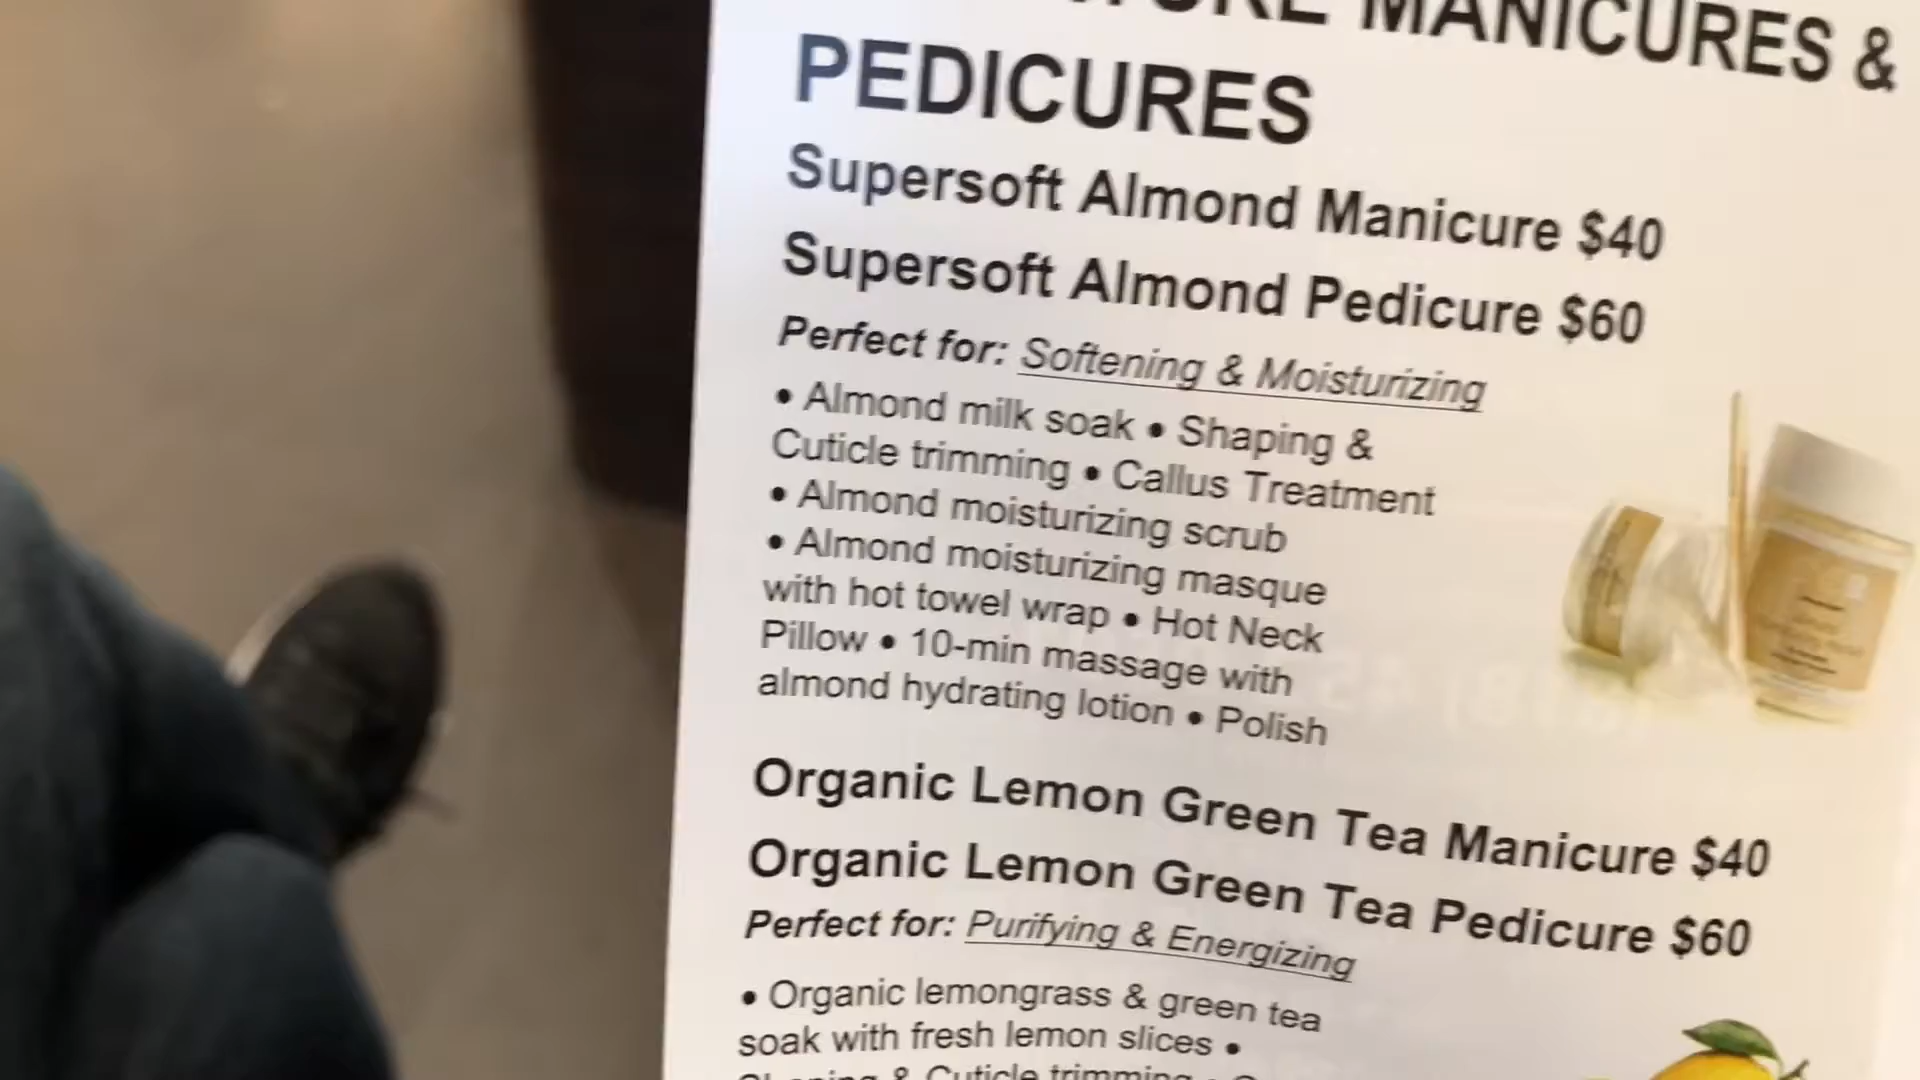 MANICURES &
PEDICURES
Supersoft Almond Manicure $40
Supersoft Almond Pedicure $60
Perfect for: Softening & Moisturizing
• Almond milk soak • Shaping &
Cuticle trimming • Callus Treatment
• Almond moisturizing scrub
• Almond moisturizing masque
with hot towel wrap • Hot Neck
Pillow • 10-min massage with
almond hydrating lotion • Polish
Organic Lemon Green Tea Manicure $40
Organic Lemon Green Tea Pedicure $60
Perfect for: Purifying & Energizing
• Organic lemongrass & green tea
soak with fresh lemon slices •
& Cuticle trimming